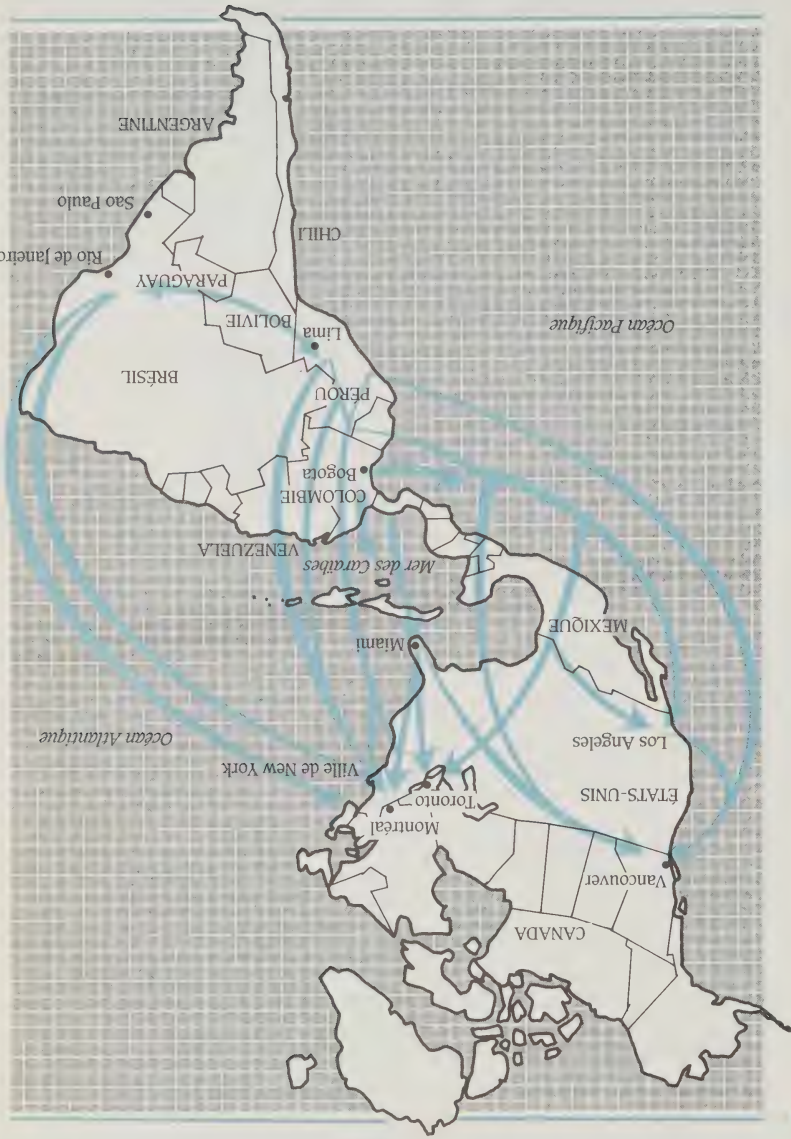 CANADA
Vancouver
Montréal
Toronto
ÉTATS-UNIS
Ville de New York
Los Angeles
Océan Atlantique
Miami
MEXIQUE
Mer des Caraïbes
VENEZUELA
COLOMBIE
Bogota
PÉROU
BRÉSIL
Lima
Océan Pacifique
BOLIVIE
PARAGUAY
Rio de Janeiro
CHILI
Sao Paulo
ARGENTINE